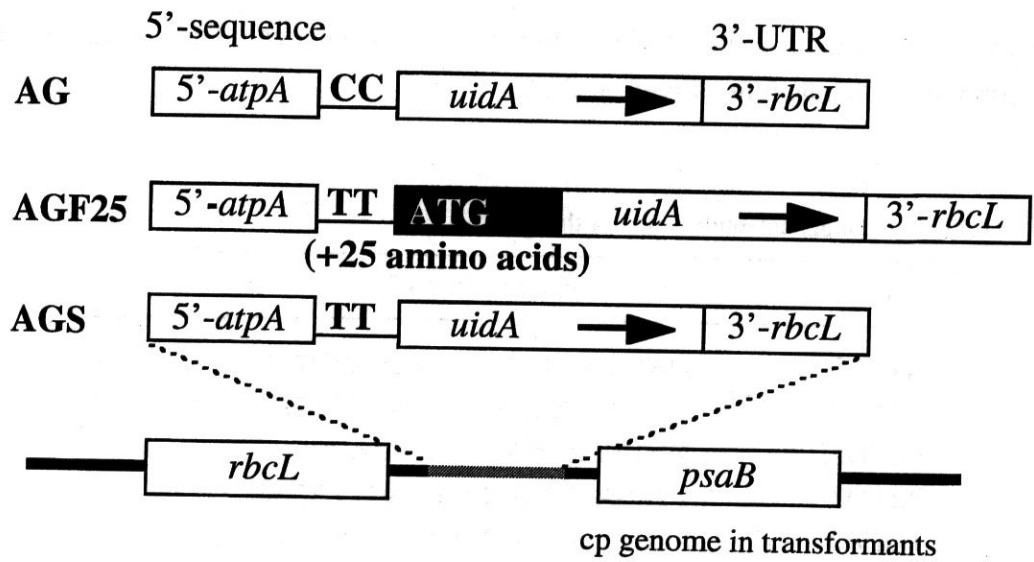 5'-sequence 3'-UTR
AG 5'-atpA CC uidA 3'-rbcL
AGF25 5'-atpA TT ATG uidA 3'-rbcL
(+25 amino acids)
AGS 5'-atpA TT uidA 3'-rbcL
rbcL psaB
cp genome in transformants